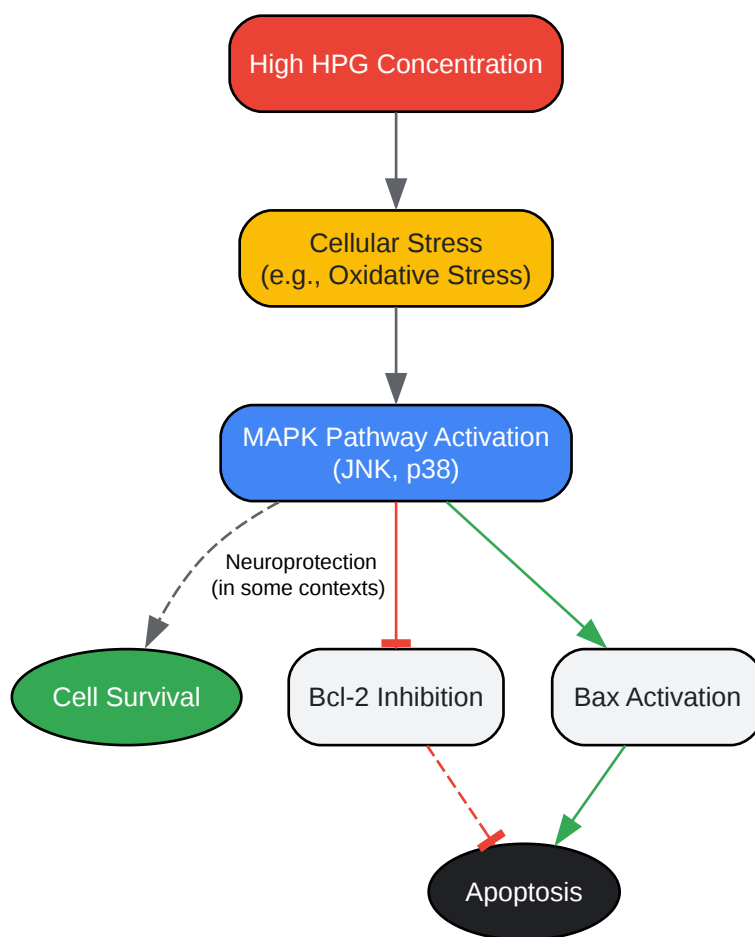 High HPG Concentration
Cellular Stress
(e.g., Oxidative Stress)
MAPK Pathway Activation
(JNK, p38)
Neuroprotection
(in some contexts)
Cell Survival
Bcl-2 Inhibition
Bax Activation
Apoptosis